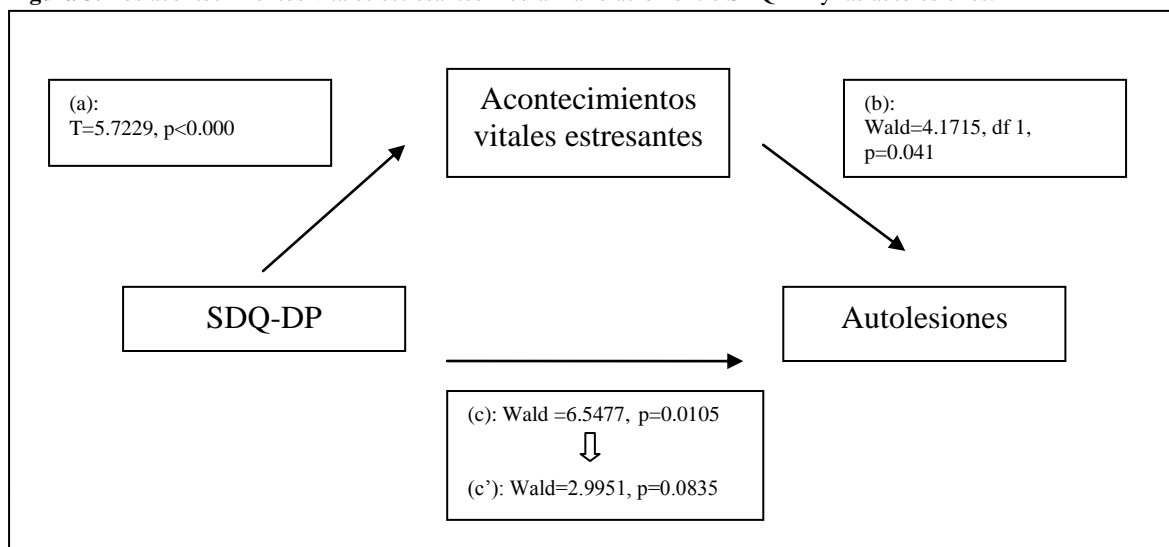 (a):
T=5.7229, p<0.000
Acontecimientos
vitales estresantes
(b):
Wald=4.1715, df 1,
p=0.041
SDQ-DP
Autolesiones
(c): Wald =6.5477, p=0.0105
(c’): Wald=2.9951, p=0.0835